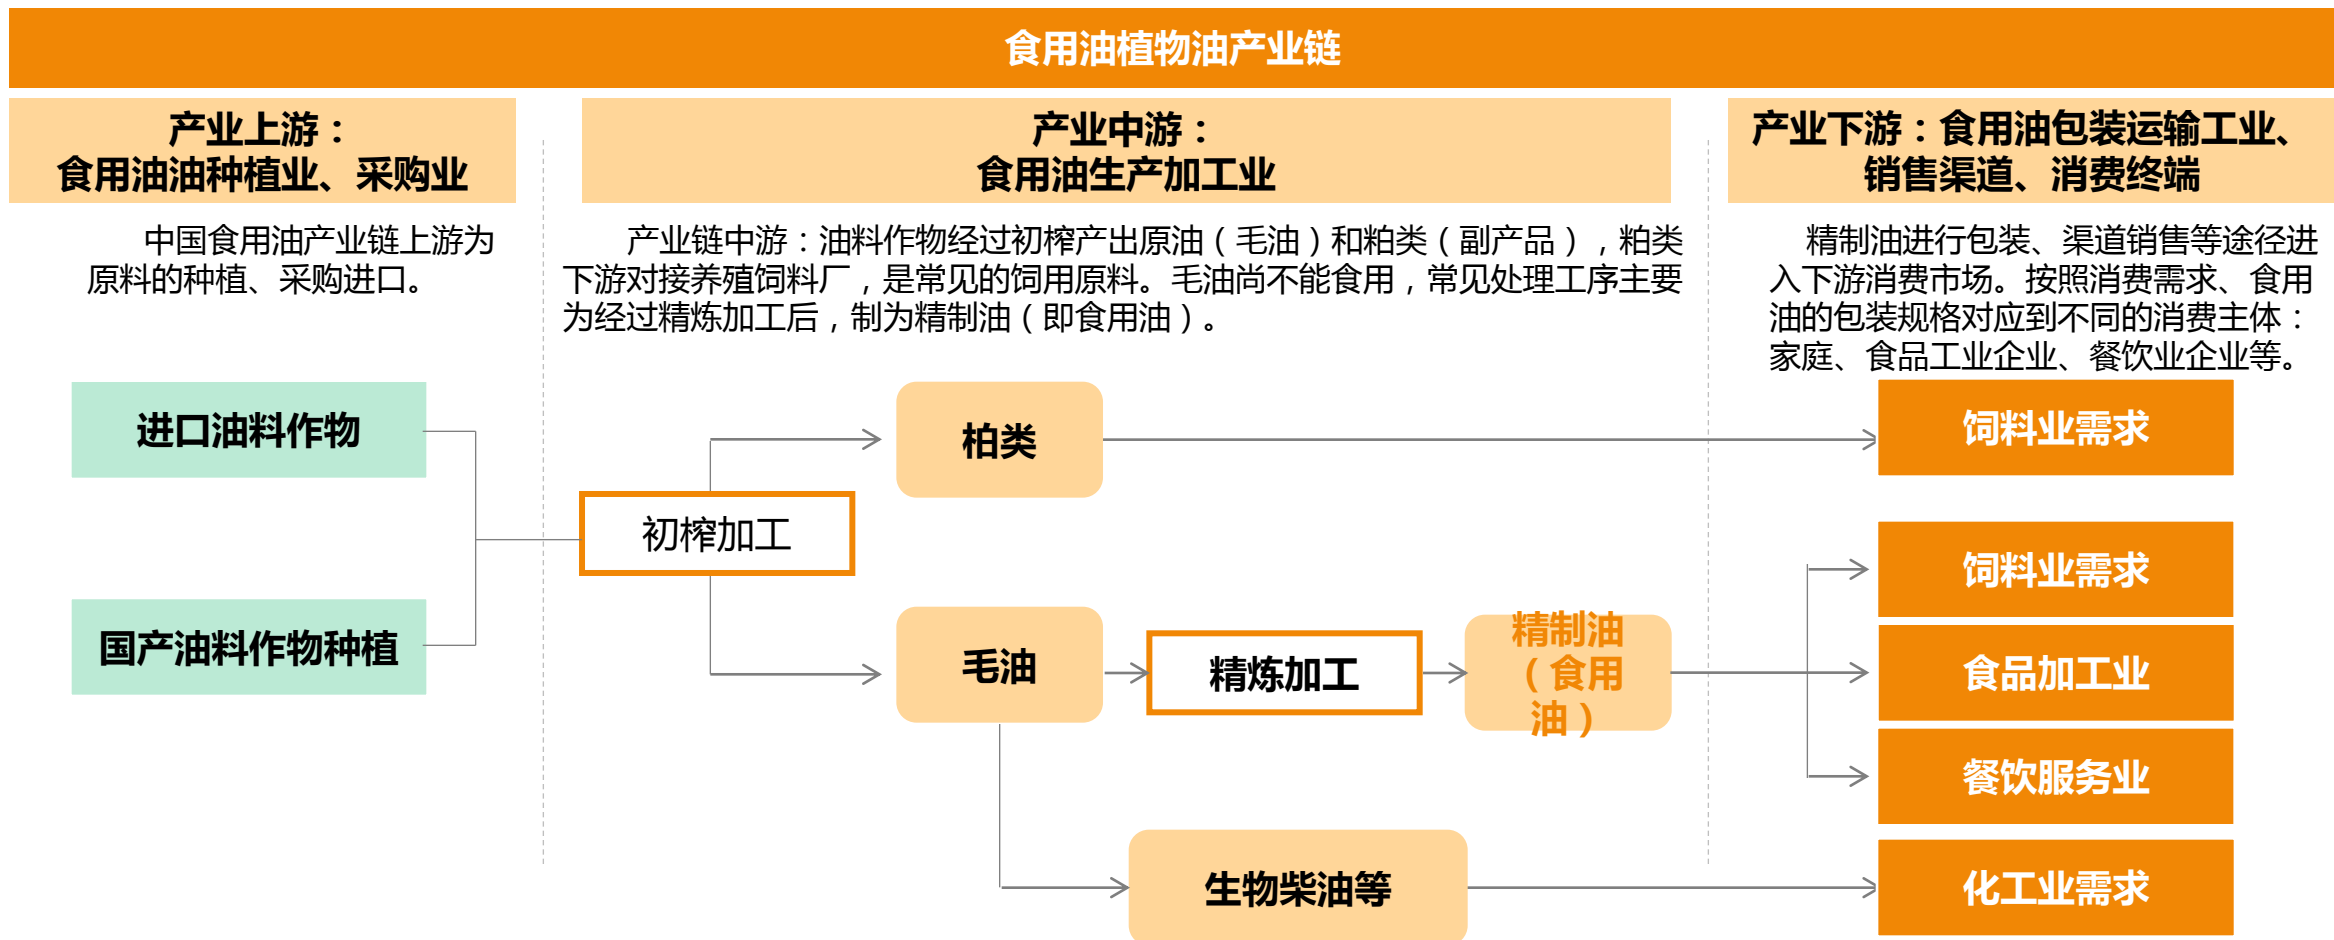 食用油植物油产业链
产业上游：
食用油油种植业、采购业
产业中游：
食用油生产加工业
产业下游：食用油包装运输工业、
销售渠道、消费终端
中国食用油产业链上游为
原料的种植、采购进口。
产业链中游：油料作物经过初榨产出原油（毛油）和粕类（副产品），粕类
下游对接养殖饲料厂，是常见的饲用原料。毛油尚不能食用，常见处理工序主要
为经过精炼加工后，制为精制油（即食用油）。
精制油进行包装、渠道销售等途径进
入下游消费市场。按照消费需求、食用
油的包装规格对应到不同的消费主体：
家庭、食品工业企业、餐饮业企业等。
进口油料作物
国产油料作物种植
初榨加工
柏类
毛油
精炼加工
精制油
（食用
油）
生物柴油等
饲料业需求
饲料业需求
食品加工业
餐饮服务业
化工业需求